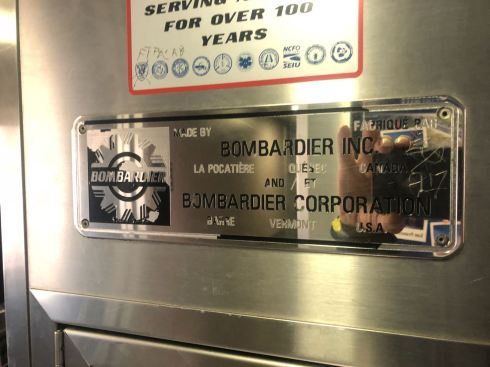 SERVING
FOR OVER 100
YEARS
NCFO
SEIU
MADE BY
FABRIQUÉ PAR
BOMBARDIER INC.
LA POCATIÈRE QUÉBEC CANADA
AND / ET
BOMBARDIER CORPORATION
BARRE VERMONT U.S.A.
BOMBARDIER